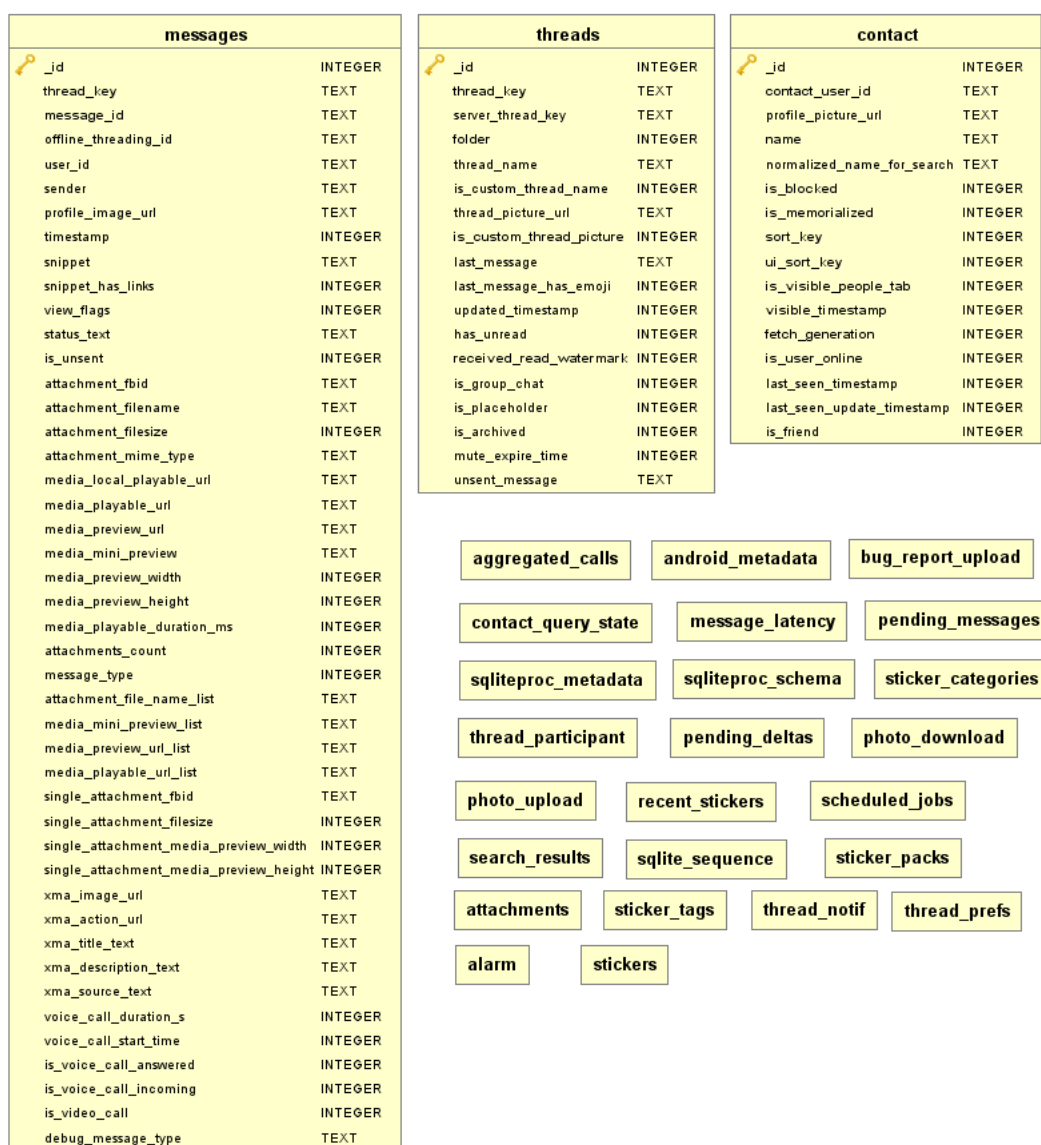 messages
_id INTEGER
thread_key TEXT
message_id TEXT
offline_threading_id TEXT
user_id TEXT
sender TEXT
profile_image_url TEXT
timestamp INTEGER
snippet TEXT
snippet_has_links INTEGER
view_flags INTEGER
status_text TEXT
is_unsent INTEGER
attachment_fbid TEXT
attachment_filename TEXT
attachment_filesize INTEGER
attachment_mime_type TEXT
media_local_playable_url TEXT
media_playable_url TEXT
media_preview_url TEXT
media_mini_preview TEXT
media_preview_width INTEGER
media_preview_height INTEGER
media_playable_duration_ms INTEGER
attachments_count INTEGER
message_type INTEGER
attachment_file_name_list TEXT
media_mini_preview_list TEXT
media_preview_url_list TEXT
media_playable_url_list TEXT
single_attachment_fbid TEXT
single_attachment_filesize INTEGER
single_attachment_media_preview_width INTEGER
single_attachment_media_preview_height INTEGER
xma_image_url TEXT
xma_action_url TEXT
xma_title_text TEXT
xma_description_text TEXT
xma_source_text TEXT
voice_call_duration_s INTEGER
voice_call_start_time INTEGER
is_voice_call_answered INTEGER
is_voice_call_incoming INTEGER
is_video_call INTEGER
debug_message_type TEXT
threads
_id INTEGER
thread_key TEXT
server_thread_key TEXT
folder INTEGER
thread_name TEXT
is_custom_thread_name INTEGER
thread_picture_url TEXT
is_custom_thread_picture INTEGER
last_message TEXT
last_message_has_emoji INTEGER
updated_timestamp INTEGER
has_unread INTEGER
received_read_watermark INTEGER
is_group_chat INTEGER
is_placeholder INTEGER
is_archived INTEGER
mute_expire_time INTEGER
unsent_message TEXT
contact
_id INTEGER
contact_user_id TEXT
profile_picture_url TEXT
name TEXT
normalized_name_for_search TEXT
is_blocked INTEGER
is_memorialized INTEGER
sort_key INTEGER
ui_sort_key INTEGER
is_visible_people_tab INTEGER
visible_timestamp INTEGER
fetch_generation INTEGER
is_user_online INTEGER
last_seen_timestamp INTEGER
last_seen_update_timestamp INTEGER
is_friend INTEGER
aggregated_calls android_metadata bug_report_upload
contact_query_state message_latency pending_messages
sqliteproc_metadata sqliteproc_schema sticker_categories
thread_participant pending_deltas photo_download
photo_upload recent_stickers scheduled_jobs
search_results sqlite_sequence sticker_packs
attachments sticker_tags thread_notif thread_prefs
alarm stickers